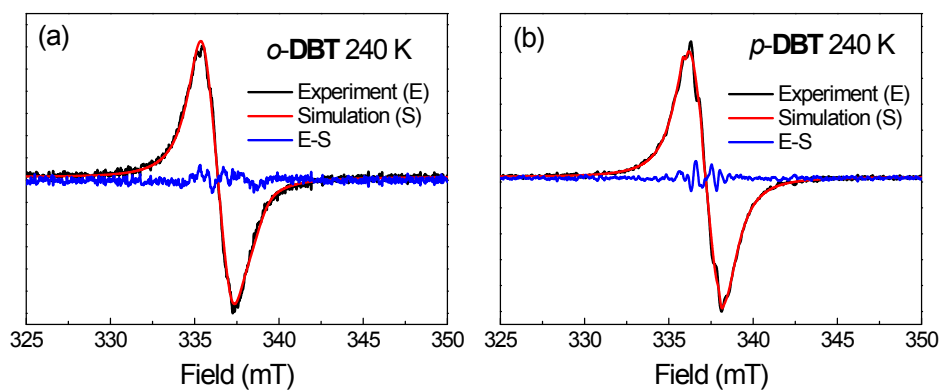 (a)
o-DBT 240 K
Experiment (E)
Simulation (S)
E-S
325 330 335 340 345 350
Field (mT)
(b)
p-DBT 240 K
Experiment (E)
Simulation (S)
E-S
325 330 335 340 345 350
Field (mT)